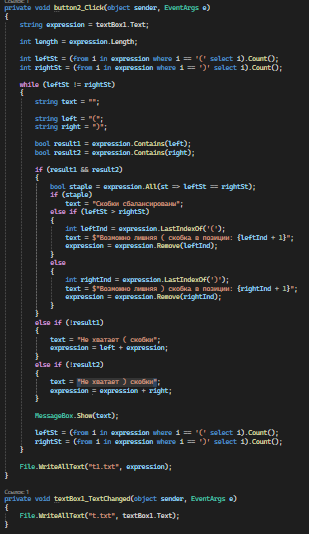 Ссылок: 1
private void button2_Click(object sender, EventArgs e)
{
string expression = textBox1.Text;
int length = expression.Length;
int leftSt = (from i in expression where i == '(' select i).Count();
int rightSt = (from i in expression where i == ')' select i).Count();
while (leftSt != rightSt)
{
string text = "";
string left = "(";
string right = ")";
bool result1 = expression.Contains(left);
bool result2 = expression.Contains(right);
if (result1 && result2)
{
bool staple = expression.All(st => leftSt == rightSt);
if (staple)
text = "Скобки сбалансированы";
else if (leftSt > rightSt)
{
int leftInd = expression.LastIndexOf('(');
text = $"Возможно лишняя ( скобка в позиции: {leftInd + 1}";
expression = expression.Remove(leftInd);
}
else
{
int rightInd = expression.LastIndexOf(')');
text = $"Возможно лишняя ) скобка в позиции: {rightInd + 1}";
expression = expression.Remove(rightInd);
}
}
else if (!result1)
{
text = "Не хватает ( скобки";
expression = left + expression;
}
else if (!result2)
{
text = "Не хватает ) скобки";
expression = expression + right;
}
MessageBox.Show(text);
leftSt = (from i in expression where i == '(' select i).Count();
rightSt = (from i in expression where i == ')' select i).Count();
}
File.WriteAllText("t1.txt", expression);
}
Ссылок: 1
private void textBox1_TextChanged(object sender, EventArgs e)
{
File.WriteAllText("t.txt", textBox1.Text);
}